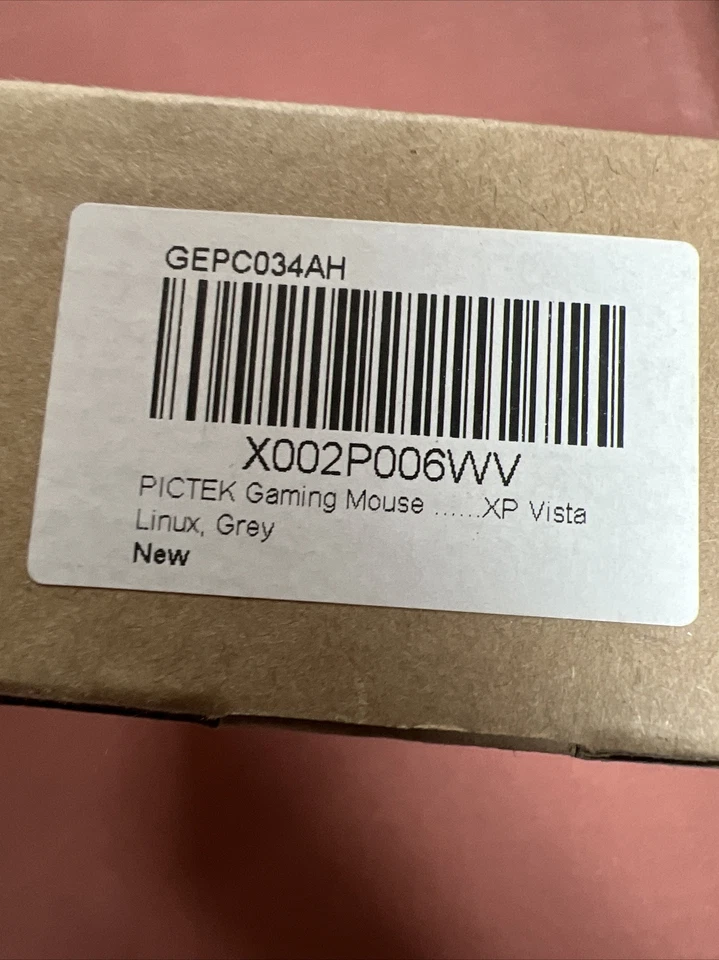 GEPC034AH
X002P006WV
PICTEK Gaming Mouse ......XP Vista
Linux, Grey
New